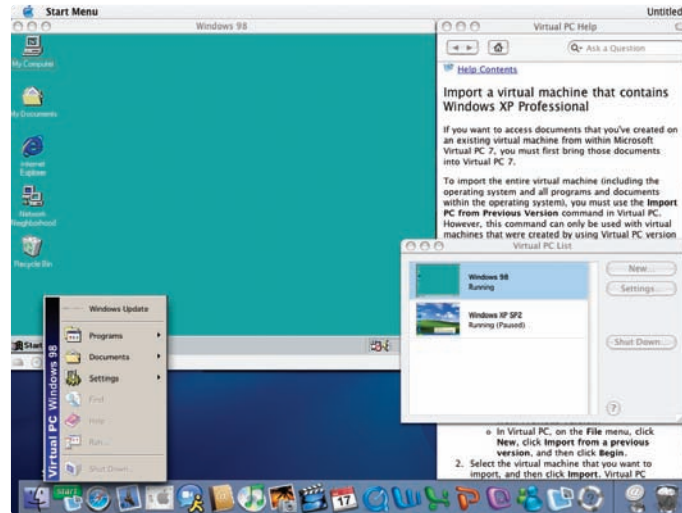 Start Menu
Untitled
Windows 98
My Computer
My Documents
Internet
Explorer
Network
Neighborhood
Recycle Bin
Start
Windows Update
Programs
Documents
Settings
Find
Help
Run...
Shut Down...
Virtual PC Windows 98
start
17
Virtual PC Help
Ask a Question
Help Contents
Import a virtual machine that contains
Windows XP Professional
If you want to access documents that you've created on
an existing virtual machine from within Microsoft
Virtual PC 7, you must first bring those documents
into Virtual PC 7.
To import the entire virtual machine (including the
operating system and all programs and documents
within the operating system), you must use the Import
PC from Previous Version command in Virtual PC.
However, this command can only be used with virtual
machines that were created by using Virtual PC version
Virtual PC List
Windows 98
Running
Windows XP SP2
Running (Paused)
New...
Settings...
Shut Down...
?
o In Virtual PC, on the File menu, click
New, click Import from a previous
version, and then click Begin.
2. Select the virtual machine that you want to
import, and then click Import. Virtual PC